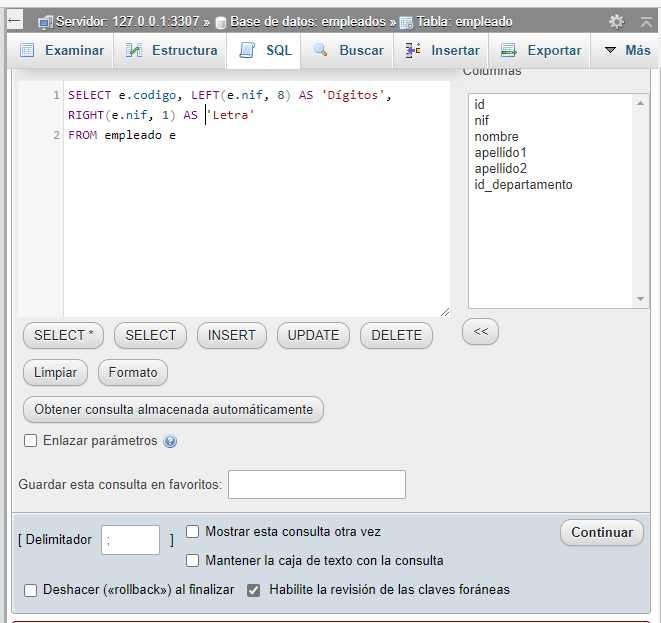 Servidor: 127.0.0.1:3307 » Base de datos: empleados » Tabla: empleado
Examinar Estructura SQL Buscar Insertar Exportar Más
Columnas
1 SELECT e.codigo, LEFT(e.nif, 8) AS 'Dígitos',
RIGHT(e.nif, 1) AS 'Letra'
2 FROM empleado e
id
nif
nombre
apellido1
apellido2
id_departamento
SELECT * SELECT INSERT UPDATE DELETE <<
Limpiar Formato
Obtener consulta almacenada automáticamente
Enlazar parámetros
Guardar esta consulta en favoritos:
[ Delimitador ; ] Mostrar esta consulta otra vez Continuar
Mantener la caja de texto con la consulta
Deshacer («rollback») al finalizar Habilite la revisión de las claves foráneas